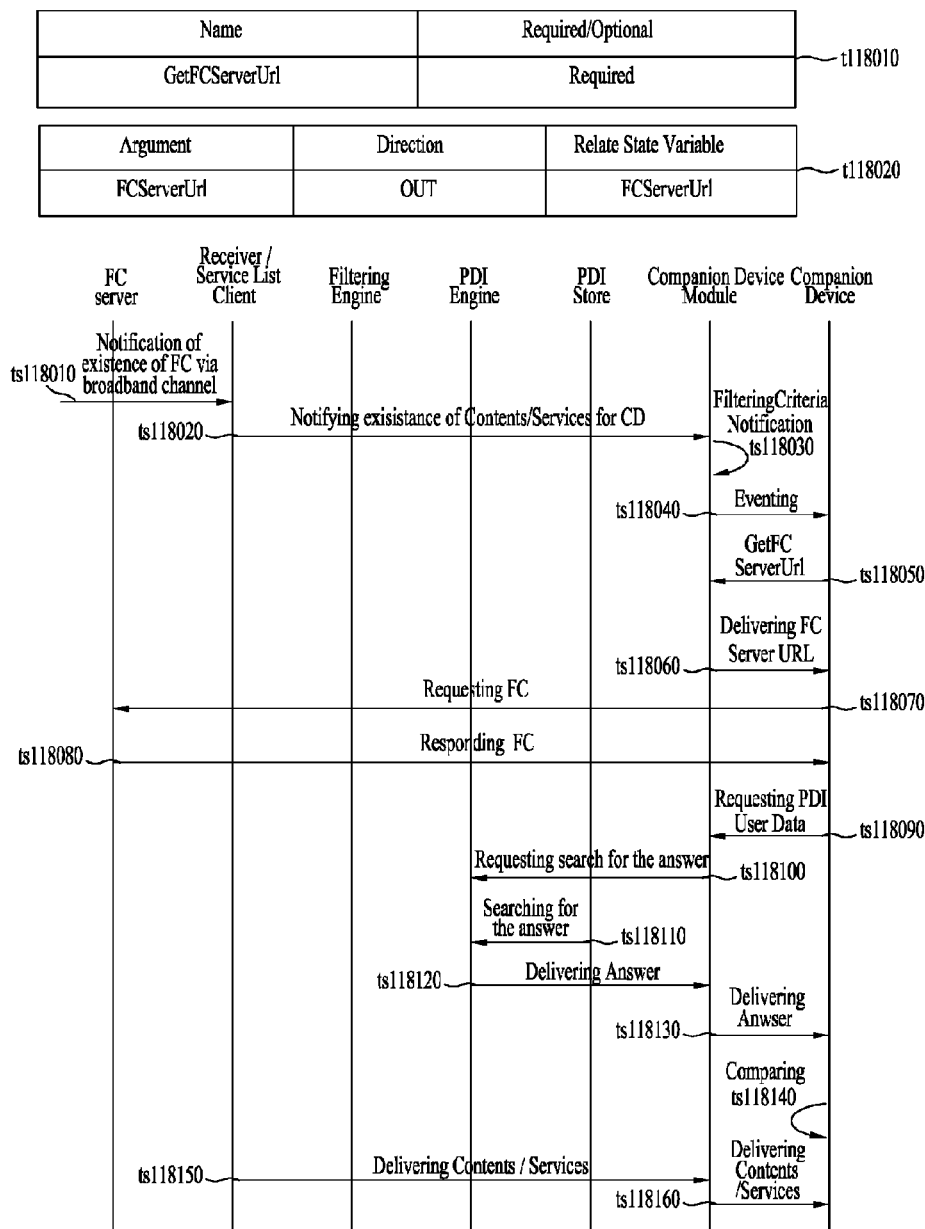 Name Required/Optional
GetFCServerUrl Required
t118010
Argument Direction Relate State Variable
FCServerUrl OUT FCServerUrl
t118020
FC
server
Receiver /
Service List
Client
Filtering
Engine
PDI
Engine
PDI
Store
Companion Device
Module
Companion
Device
Notification of
existence of FC via
broadband channel
ts118010
Notifying exisistance of Contents/Services for CD
ts118020
FilteringCriteria
Notification
ts118030
Eventing
ts118040
GetFC
ServerUrl
ts118050
Delivering FC
Server URL
ts118060
Requesting FC
ts118070
Responding FC
ts118080
Requesting PDI
User Data
ts118090
Requesting search for the answer
ts118100
Searching for
the answer
ts118110
Delivering Answer
ts118120
Delivering
Anwser
ts118130
Comparing
ts118140
Delivering Contents / Services
ts118150
Delivering
Contents
/Services
ts118160